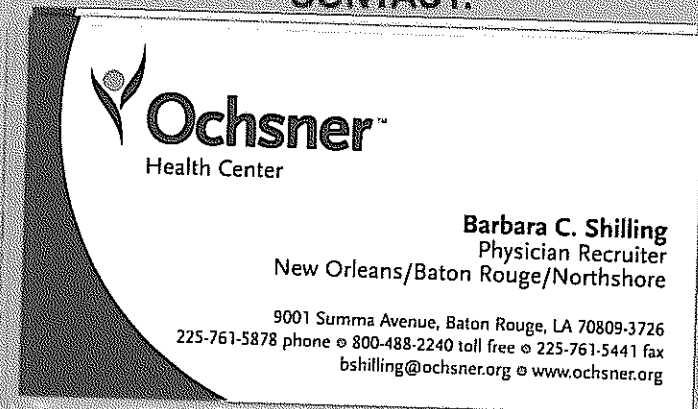 CONTACT:
Ochsner™
Health Center
Barbara C. Shilling
Physician Recruiter
New Orleans/Baton Rouge/Northshore
9001 Summa Avenue, Baton Rouge, LA 70809-3726
225-761-5878 phone ⊙ 800-488-2240 toll free ⊙ 225-761-5441 fax
bshilling@ochsner.org ⊙ www.ochsner.org